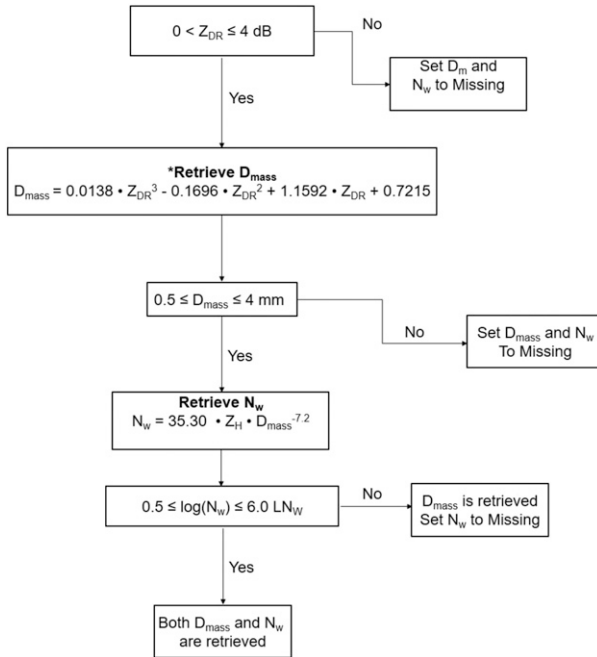 0 < Z_DR ≤ 4 dB
No
Set D_m and
N_w to Missing
Yes
*Retrieve D_mass
D_mass = 0.0138 • Z_DR^3 - 0.1696 • Z_DR^2 + 1.1592 • Z_DR + 0.7215
0.5 ≤ D_mass ≤ 4 mm
No
Set D_mass and N_w
To Missing
Yes
Retrieve N_w
N_w = 35.30 • Z_H • D_mass^-7.2
0.5 ≤ log(N_w) ≤ 6.0 LN_W
No
D_mass is retrieved
Set N_w to Missing
Yes
Both D_mass and N_w
are retrieved